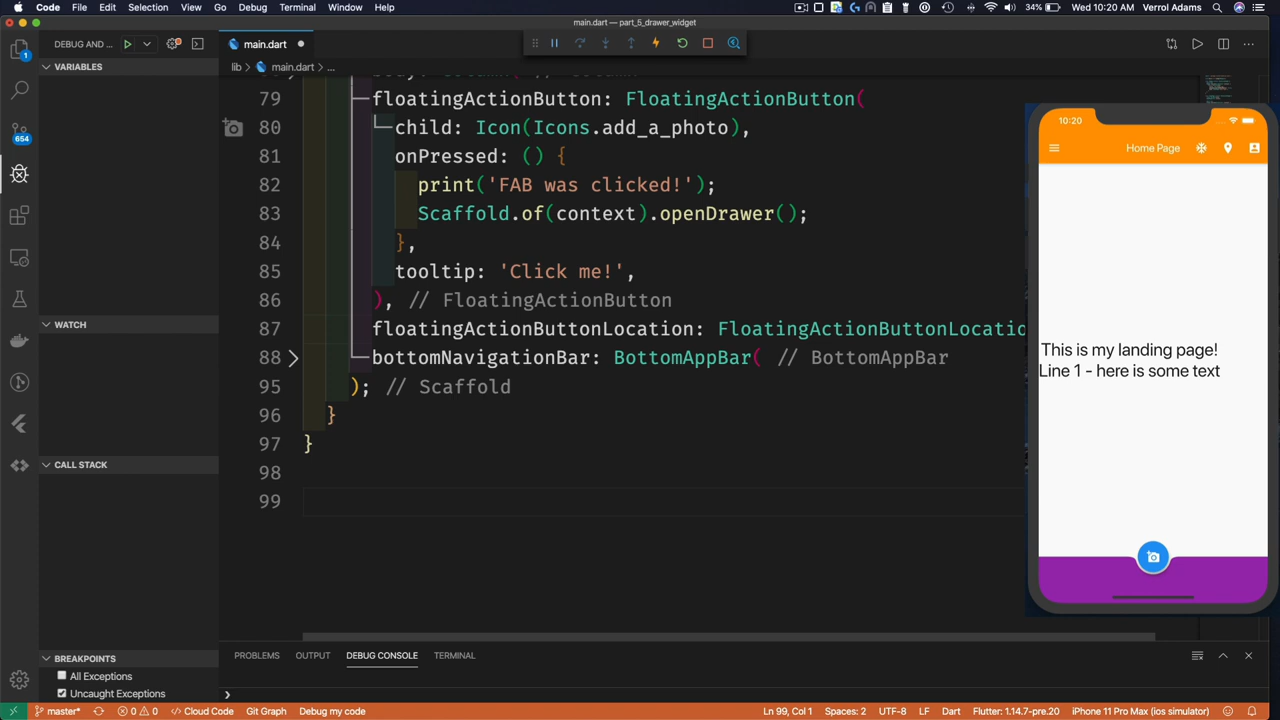 Code File Edit Selection View Go Debug Terminal Window Help 34% Wed 10:20 AM Verrol Adams
main.dart — part_5_drawer_widget
DEBUG AND ... main.dart
VARIABLES
lib > main.dart > ...
79 floatingActionButton: FloatingActionButton(
80 child: Icon(Icons.add_a_photo),
81 onPressed: () {
82 print('FAB was clicked!');
83 Scaffold.of(context).openDrawer();
84 },
85 tooltip: 'Click me!',
86 ), // FloatingActionButton
87 floatingActionButtonLocation: FloatingActionButtonLocatio
88 bottomNavigationBar: BottomAppBar( // BottomAppBar
95 ); // Scaffold
96 }
97 }
98
99
1
654
WATCH
CALL STACK
BREAKPOINTS
All Exceptions
Uncaught Exceptions
10:20
Home Page
This is my landing page!
Line 1 - here is some text
PROBLEMS OUTPUT DEBUG CONSOLE TERMINAL
master* 0 0 Cloud Code Git Graph Debug my code Ln 99, Col 1 Spaces: 2 UTF-8 LF Dart Flutter: 1.14.7-pre.20 iPhone 11 Pro Max (ios simulator)